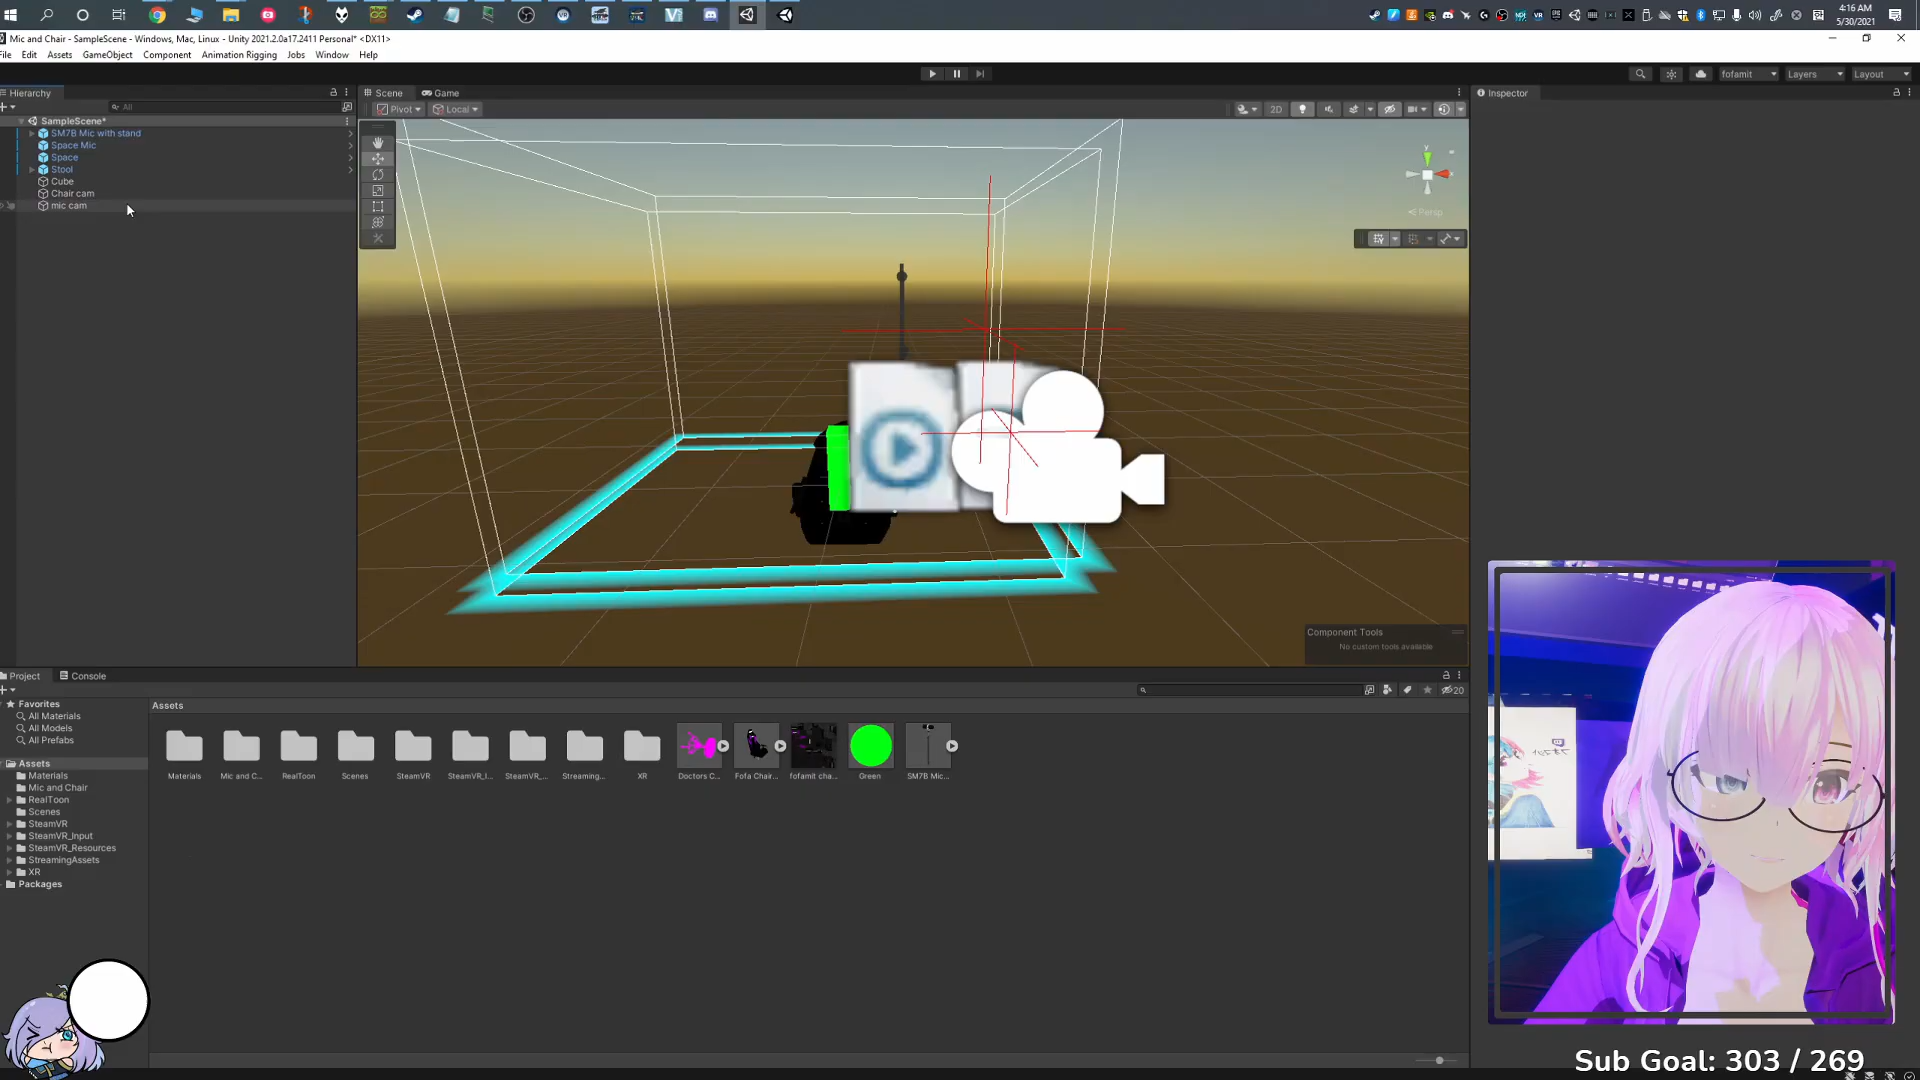 4:16 AM
5/30/2021
Mic and Chair - SampleScene - Windows, Mac, Linux - Unity 2021.2.0a17.2411 Personal* <DX11>
File Edit Assets GameObject Component Animation Rigging Jobs Window Help
fofamit Layers Layout
Hierarchy
All
SampleScene*
SM7B Mic with stand
Space Mic
Space
Stool
Cube
Chair cam
mic cam
Scene Game
Pivot Local 2D
y
Persp
Component Tools
No custom tools available
Inspector
Project Console
20
Favorites
All Materials
All Models
All Prefabs
Assets
Materials
Mic and Chair
RealToon
Scenes
SteamVR
SteamVR_Input
SteamVR_Resources
StreamingAssets
XR
Packages
Assets
Materials Mic and C... RealToon Scenes SteamVR SteamVR_I... SteamVR_... Streaming... XR Doctors C... Fofa Chair... fofamit cha... Green SM7B Mic...
Sub Goal: 303 / 269